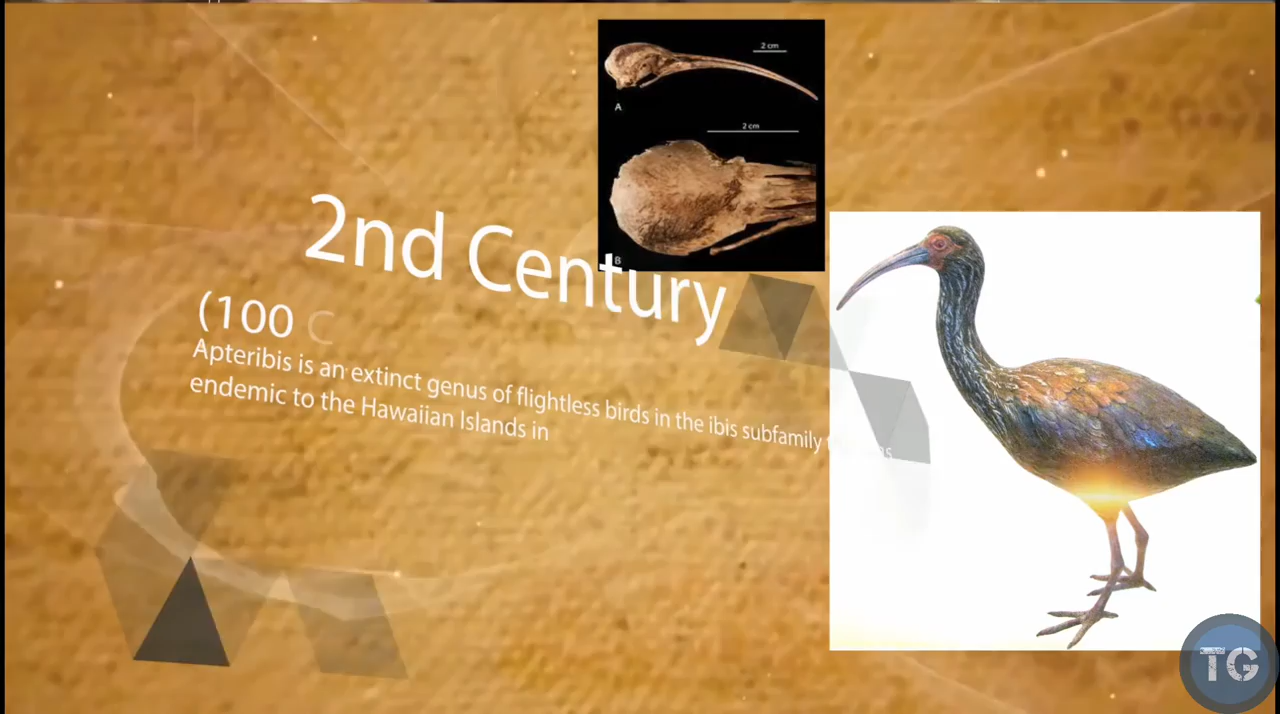 2 cm
A
2 cm
B
2nd Century
(100 C
Apteribis is an extinct genus of flightless birds in the ibis subfamily
endemic to the Hawaiian Islands in
TG